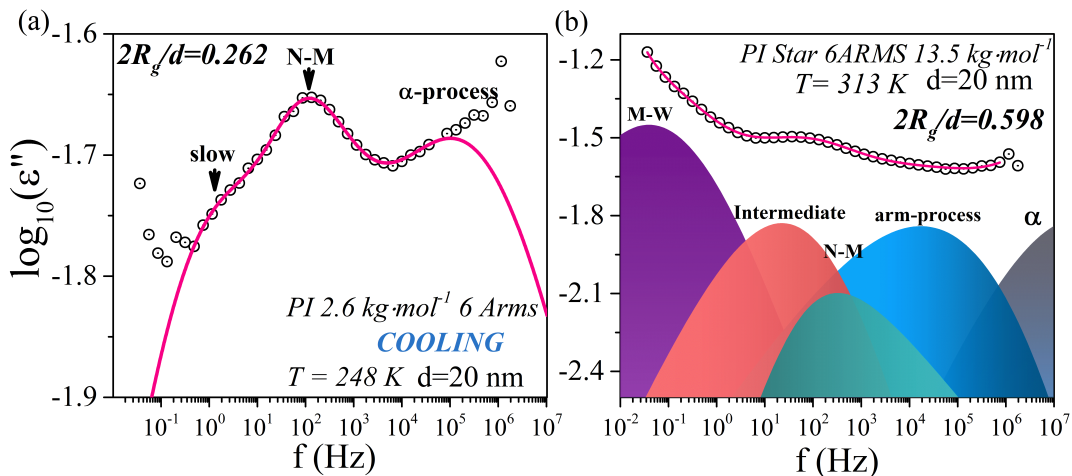 (a)
2R_g/d=0.262
N-M
α-process
slow
PI 2.6 kg·mol⁻¹ 6 Arms
COOLING
T = 248 K d=20 nm
log₁₀(ε")
-1.6
-1.7
-1.8
-1.9
10⁻¹ 10⁰ 10¹ 10² 10³ 10⁴ 10⁵ 10⁶ 10⁷
f (Hz)
(b)
PI Star 6ARMS 13.5 kg·mol⁻¹
T = 313 K d=20 nm
2R_g/d=0.598
M-W
Intermediate
arm-process
N-M
α
-1.2
-1.5
-1.8
-2.1
-2.4
10⁻² 10⁻¹ 10⁰ 10¹ 10² 10³ 10⁴ 10⁵ 10⁶ 10⁷
f (Hz)